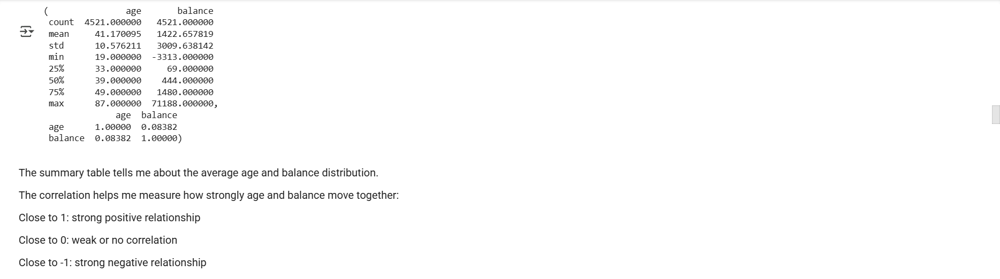 (               age       balance
count  4521.000000   4521.000000
mean     41.170095   1422.657819
std      10.576211   3009.638142
min      19.000000  -3313.000000
25%      33.000000     69.000000
50%      39.000000    444.000000
75%      49.000000   1480.000000
max      87.000000  71188.000000,
             age  balance
age      1.00000  0.08382
balance  0.08382  1.00000)
The summary table tells me about the average age and balance distribution.
The correlation helps me measure how strongly age and balance move together:
Close to 1: strong positive relationship
Close to 0: weak or no correlation
Close to -1: strong negative relationship